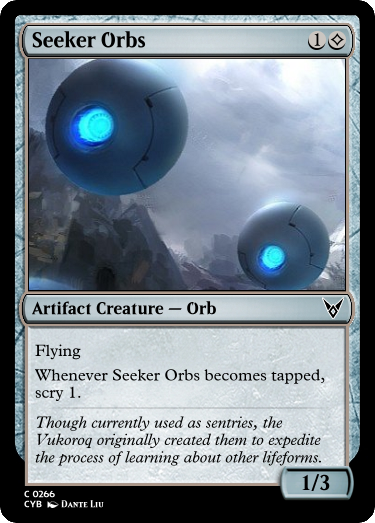 Seeker Orbs 1
Artifact Creature — Orb
Flying
Whenever Seeker Orbs becomes tapped,
scry 1.
Though currently used as sentries, the
Vukoroq originally created them to expedite
the process of learning about other lifeforms.
1/3
C 0266
CYB Dante Liu